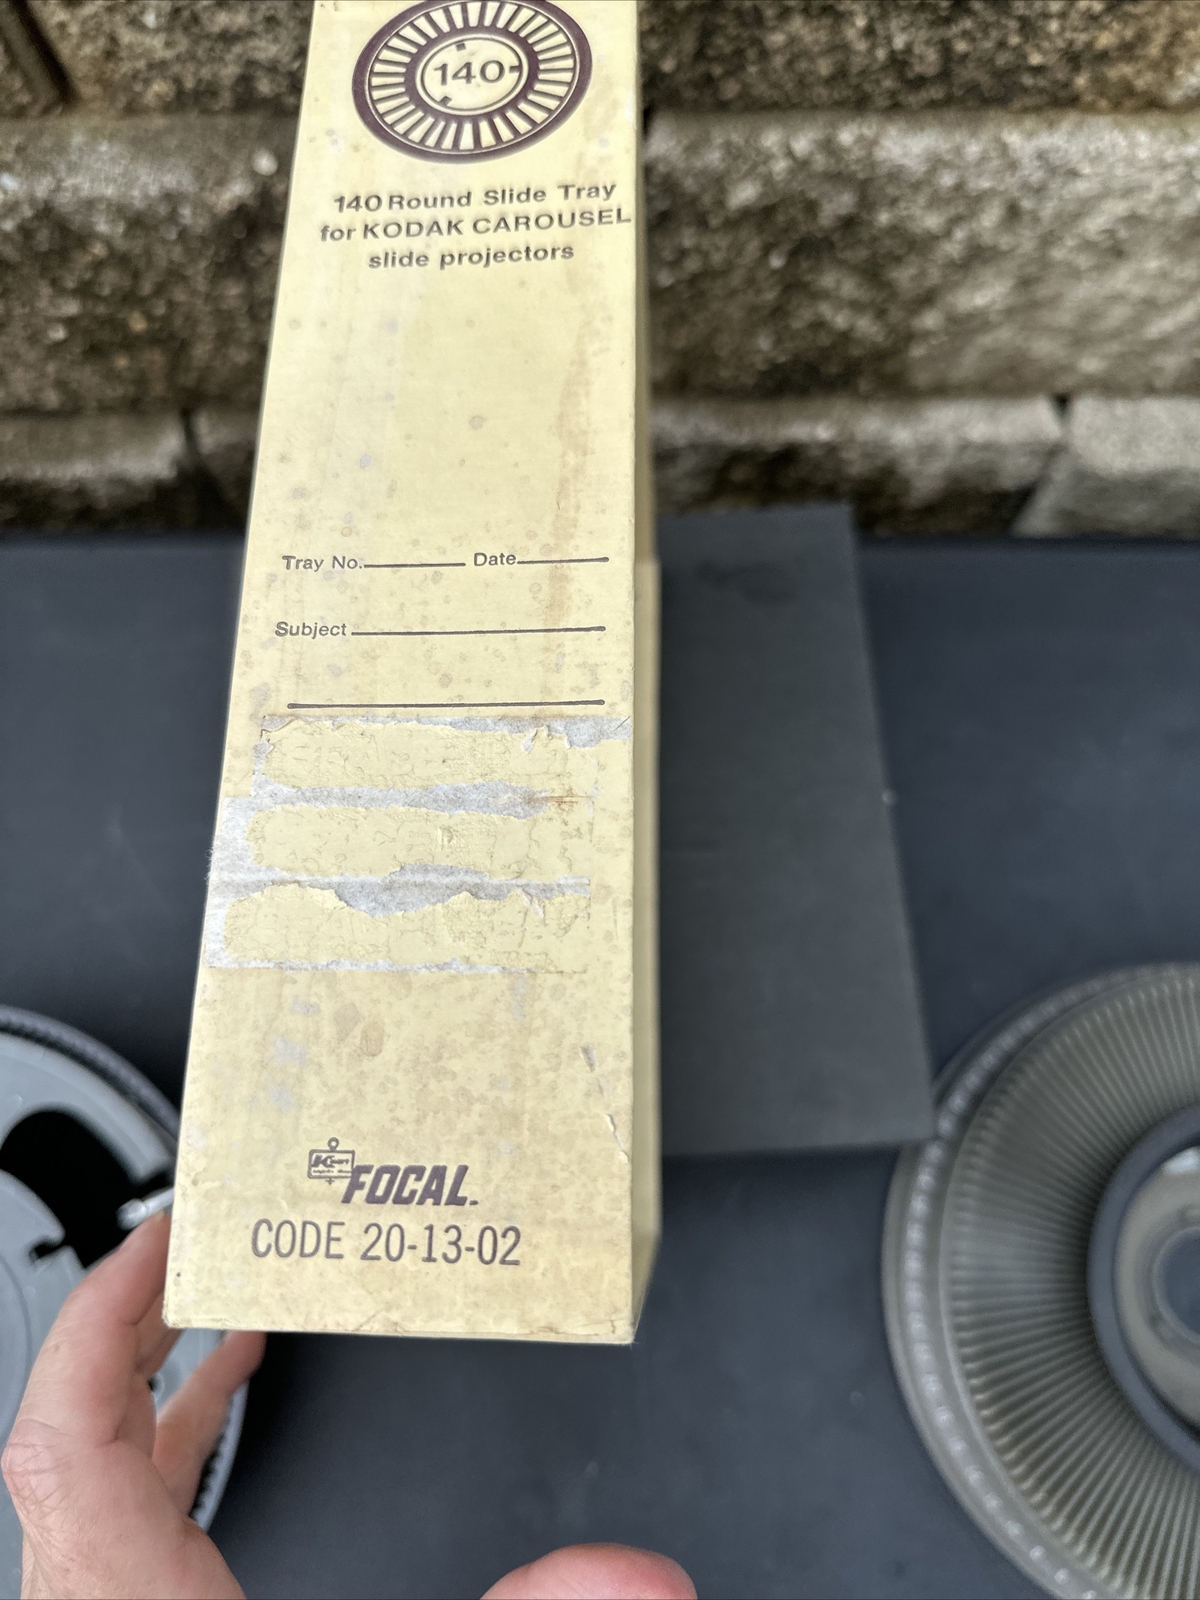 140
140 Round Slide Tray
for KODAK CAROUSEL
slide projectors
Tray No. Date
Subject
Kmart
FOCAL
CODE 20-13-02